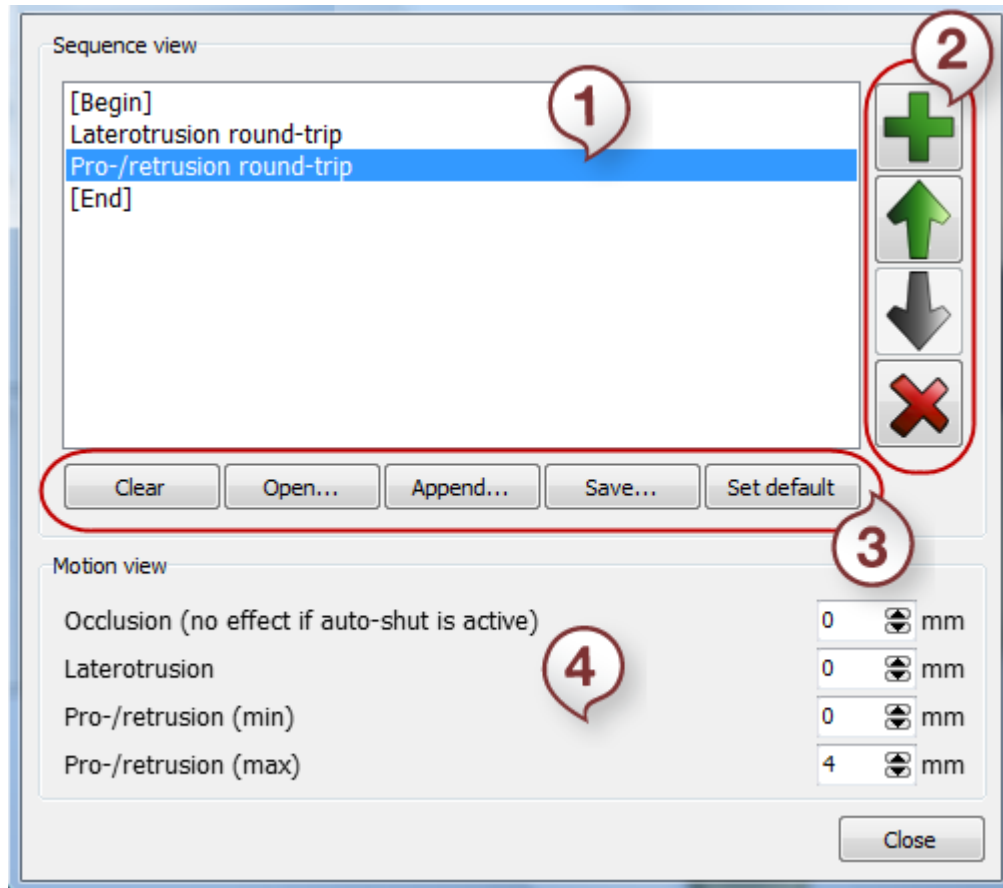 Sequence view
2
[Begin]
1
Laterotrusion round-trip
Pro-/retrusion round-trip
[End]
Clear Open... Append... Save... Set default
3
Motion view
Occlusion (no effect if auto-shut is active) 0 mm
Laterotrusion 0 mm
4
Pro-/retrusion (min) 0 mm
Pro-/retrusion (max) 4 mm
Close